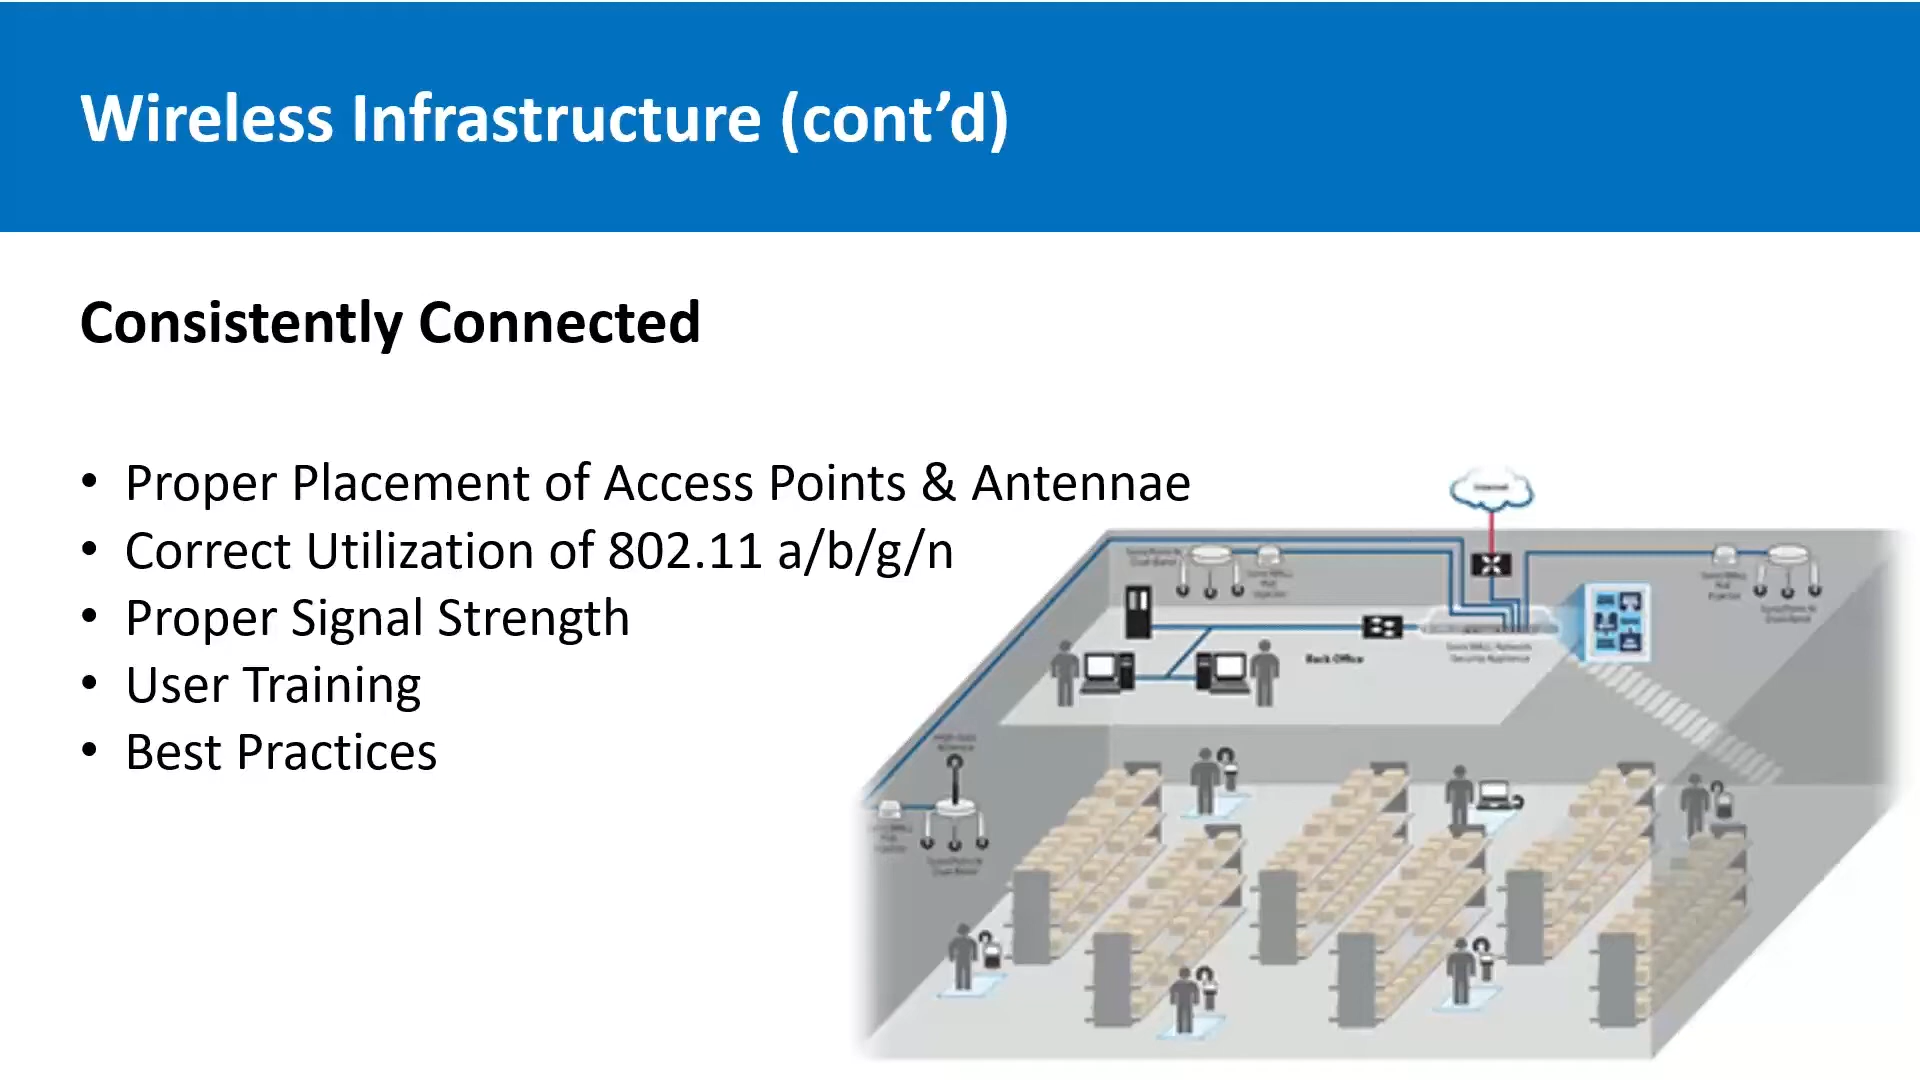 Wireless Infrastructure (cont’d)
Consistently Connected
• Proper Placement of Access Points & Antennae
• Correct Utilization of 802.11 a/b/g/n
• Proper Signal Strength
• User Training
• Best Practices
Internet
Back Office